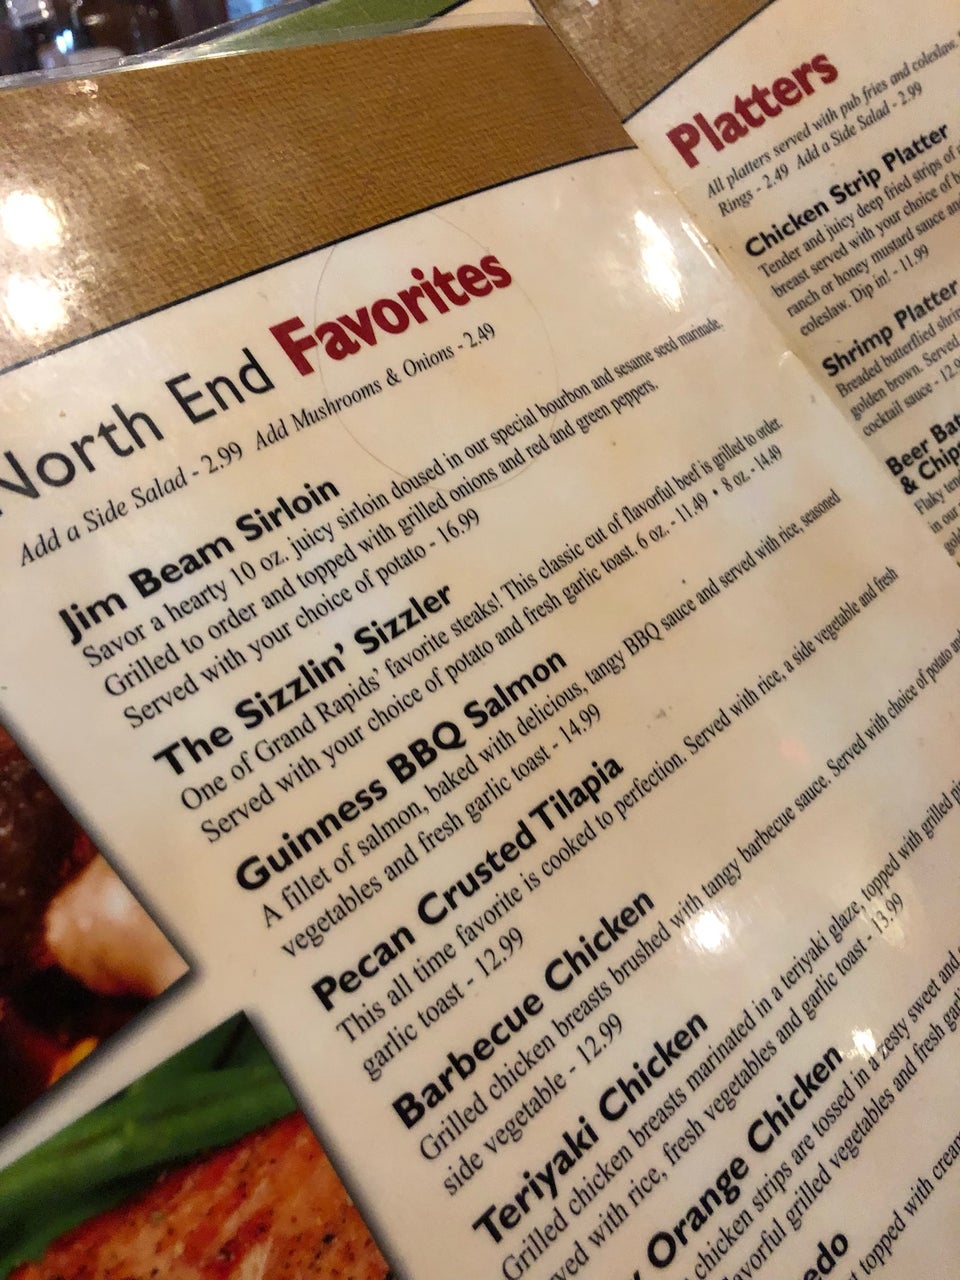 North End Favorites
Add a Side Salad - 2.99 Add Mushrooms & Onions - 2.49
Jim Beam Sirloin
Savor a hearty 10 oz. juicy sirloin doused in our special bourbon and sesame seed marinade.
Grilled to order and topped with grilled onions and red and green peppers.
Served with your choice of potato - 16.99
The Sizzlin' Sizzler
One of Grand Rapids' favorite steaks! This classic cut of flavorful beef is grilled to order.
Served with your choice of potato and fresh garlic toast. 6 oz. - 11.49 • 8 oz. - 14.49
Guinness BBQ Salmon
A fillet of salmon, baked with delicious, tangy BBQ sauce and served with rice, seasoned
vegetables and fresh garlic toast - 14.99
Pecan Crusted Tilapia
This all time favorite is cooked to perfection. Served with rice, a side vegetable and fresh
garlic toast - 12.99
Barbecue Chicken
Grilled chicken breasts brushed with tangy barbecue sauce. Served with choice of potato and
side vegetable - 12.99
Teriyaki Chicken
Grilled chicken breasts marinated in a teriyaki glaze, topped with grilled
with rice, fresh vegetables and garlic toast - 13.99
Orange Chicken
chicken strips are tossed in a zesty sweet and
grilled vegetables and fresh
topped with
Platters
All platters served with pub fries and coleslaw.
Rings - 2.49 Add a Side Salad - 2.99
Chicken Strip Platter
Tender and juicy deep fried strips of
breast served with your choice of
ranch or honey mustard sauce and
coleslaw. Dip in! - 11.99
Shrimp Platter
Breaded butterflied
golden brown. Served
cocktail sauce -
Beer
&
Flaky
in our